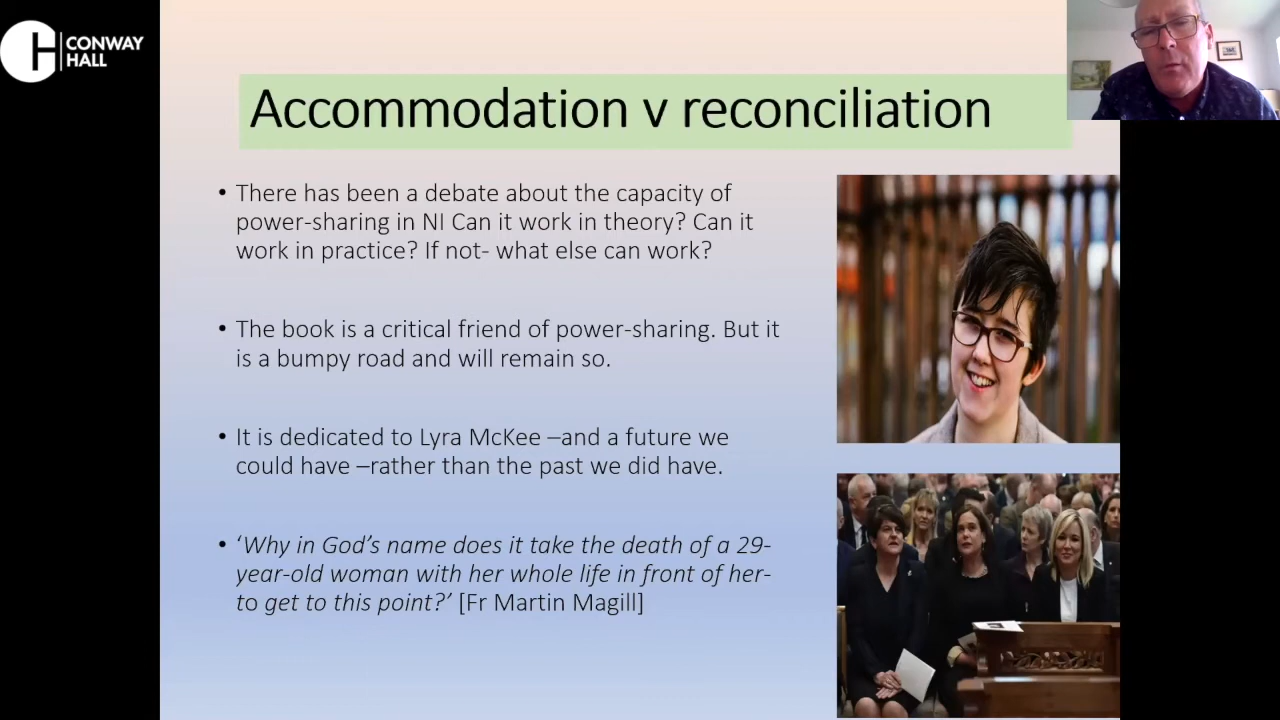 CONWAY
HALL
Accommodation v reconciliation
• There has been a debate about the capacity of
power-sharing in NI Can it work in theory? Can it
work in practice? If not- what else can work?
• The book is a critical friend of power-sharing. But it
is a bumpy road and will remain so.
• It is dedicated to Lyra McKee –and a future we
could have –rather than the past we did have.
• ‘Why in God’s name does it take the death of a 29-
year-old woman with her whole life in front of her-
to get to this point?’ [Fr Martin Magill]